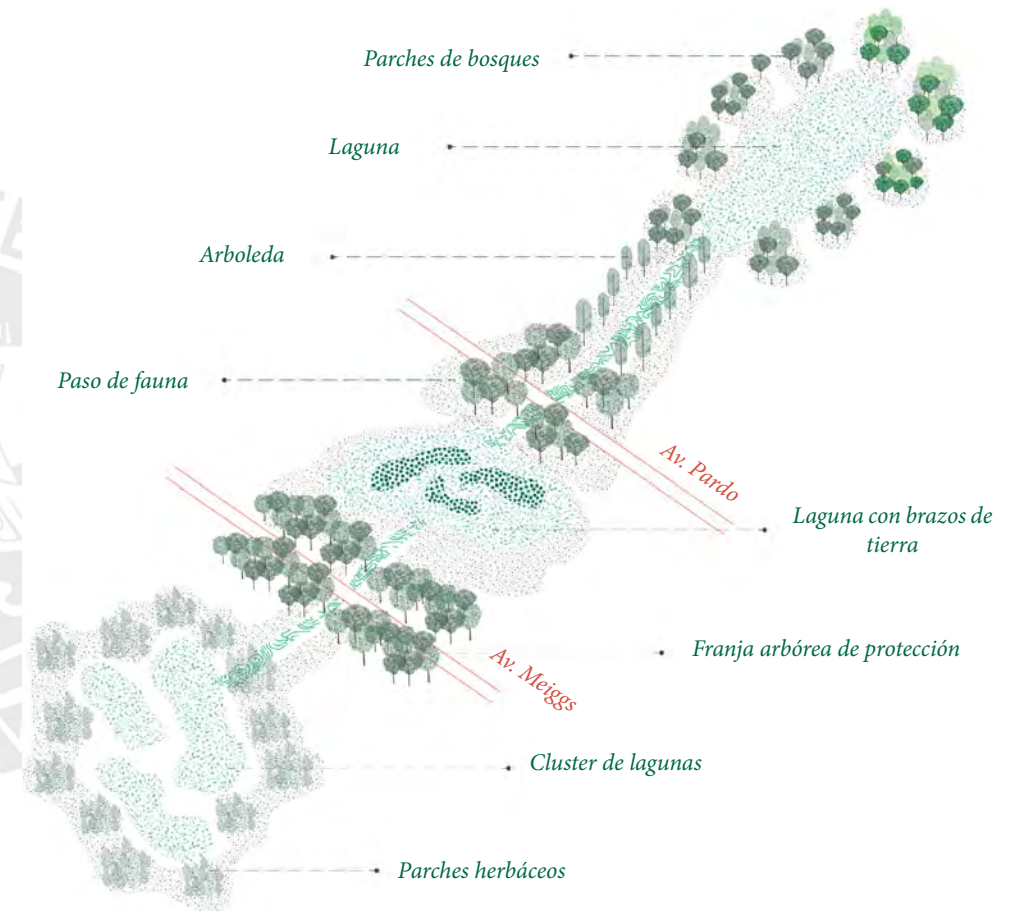 Parches de bosques
Laguna
Arboleda
Paso de fauna
Av. Pardo
Laguna con brazos de
tierra
Franja arbórea de protección
Av. Meiggs
Cluster de lagunas
Parches herbáceos